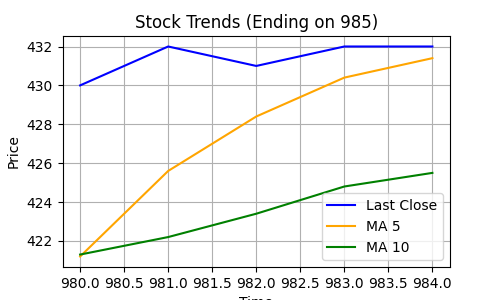 Stock Trends (Ending on 985)
Price
432
430
428
426
424
422
Last Close
MA 5
MA 10
980.0 980.5 981.0 981.5 982.0 982.5 983.0 983.5 984.0
Time